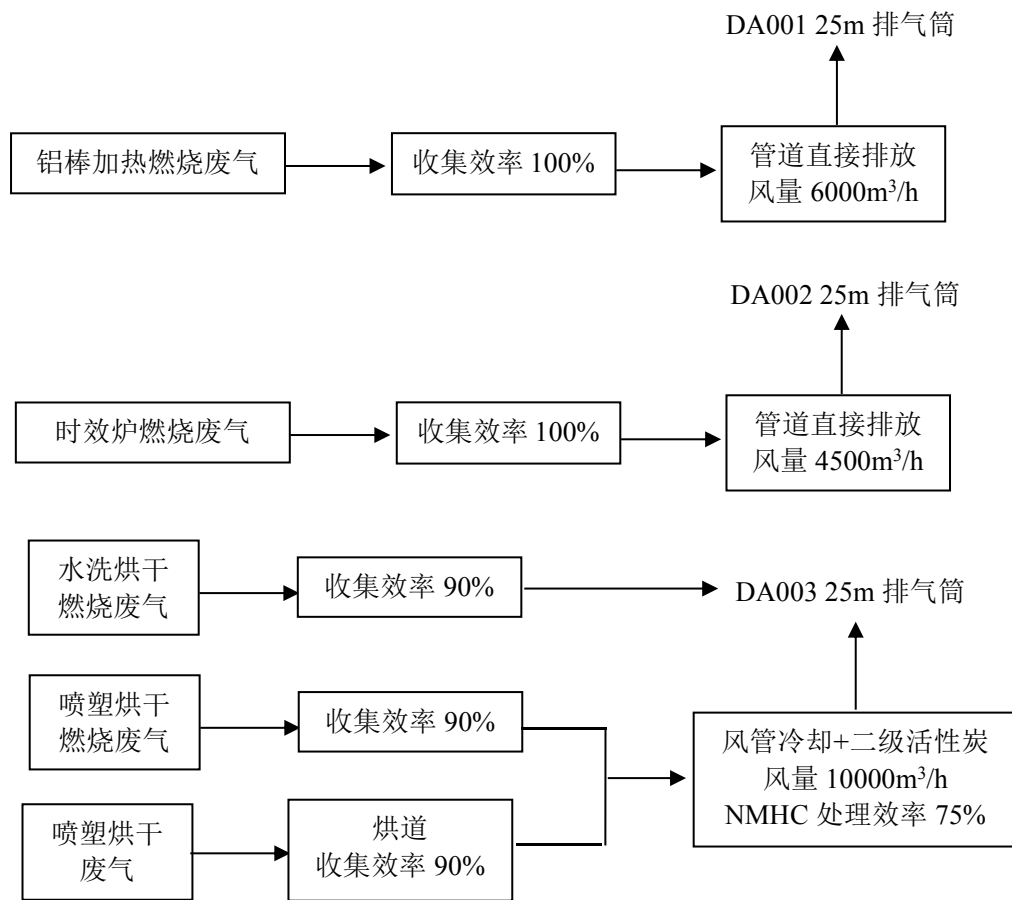 DA001 25m 排气筒
铝棒加热燃烧废气
收集效率 100%
管道直接排放
风量 6000m³/h
DA002 25m 排气筒
时效炉燃烧废气
收集效率 100%
管道直接排放
风量 4500m³/h
水洗烘干
燃烧废气
收集效率 90%
DA003 25m 排气筒
喷塑烘干
燃烧废气
收集效率 90%
风管冷却+二级活性炭
风量 10000m³/h
NMHC 处理效率 75%
喷塑烘干
废气
烘道
收集效率 90%